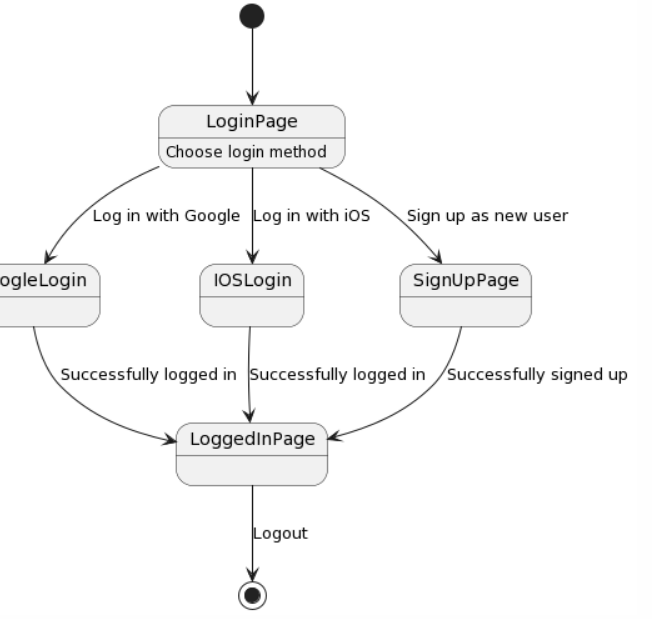 LoginPage
Choose login method
Log in with Google
Log in with iOS
Sign up as new user
ogleLogin
IOSLogin
SignUpPage
Successfully logged in
Successfully logged in
Successfully signed up
LoggedInPage
Logout